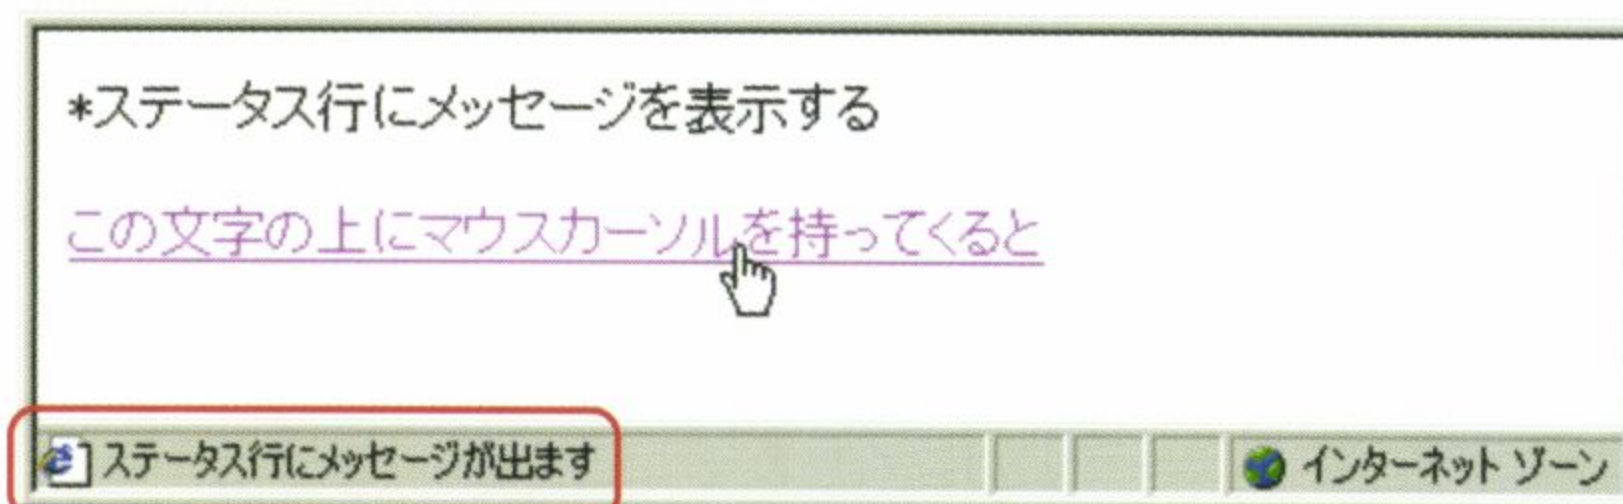 *ステータス行にメッセージを表示する
この文字の上にマウスカーソルを持ってくると
ステータス行にメッセージが出ます
インターネット ゾーン